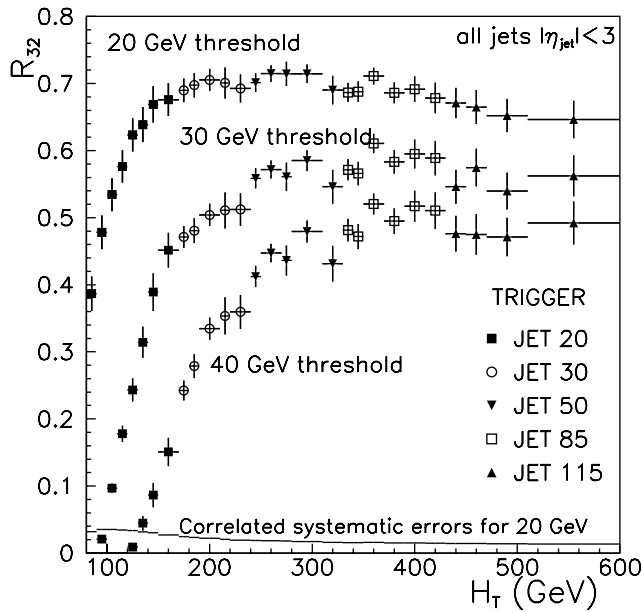 R32
0.8
0.7
0.6
0.5
0.4
0.3
0.2
0.1
0
20 GeV threshold
all jets |ηjet|<3
30 GeV threshold
40 GeV threshold
TRIGGER
JET 20
JET 30
JET 50
JET 85
JET 115
Correlated systematic errors for 20 GeV
100 200 300 400 500 600
HT (GeV)